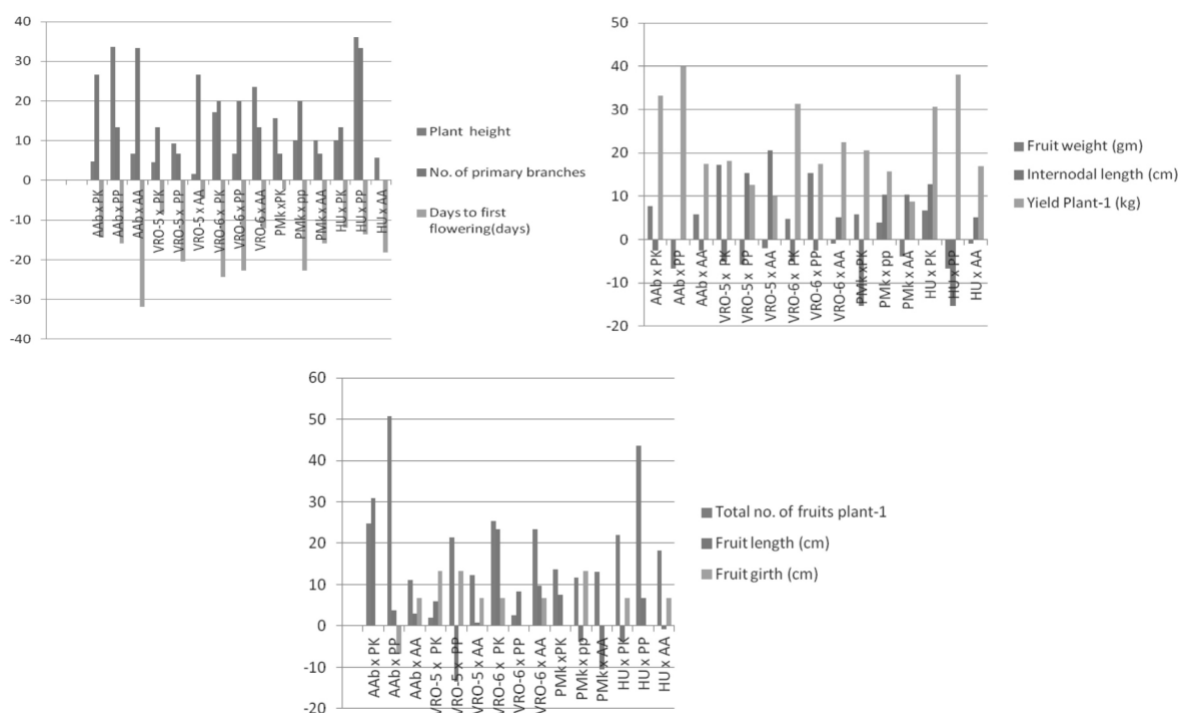 40
30
20
10
0
-10
-20
-30
-40
AAb x PK
AAb x PP
AAb x AA
VRO-5 x PK
VRO-5 x PP
VRO-5 x AA
VRO-6 x PK
VRO-6 x PP
VRO-6 x AA
PMk xPK
PMk x pp
PMk x AA
HU x PK
HU x PP
HU x AA
Plant height
No. of primary branches
Days to first
flowering(days)
50
40
30
20
10
0
-10
-20
AAb x PK
AAb x PP
AAb x AA
VRO-5 x PK
VRO-5 x PP
VRO-5 x AA
VRO-6 x PK
VRO-6 x PP
VRO-6 x AA
PMk xPK
PMk x pp
PMk x AA
HU x PK
HU x PP
HU x AA
Fruit weight (gm)
Internodal length (cm)
Yield Plant-1 (kg)
60
50
40
30
20
10
0
-10
-20
AAb x PK
AAb x PP
AAb x AA
VRO-5 x PK
VRO-5 x PP
VRO-5 x AA
VRO-6 x PK
VRO-6 x PP
VRO-6 x AA
PMk xPK
PMk x pp
PMk x AA
HU x PK
HU x PP
HU x AA
Total no. of fruits plant-1
Fruit length (cm)
Fruit girth (cm)